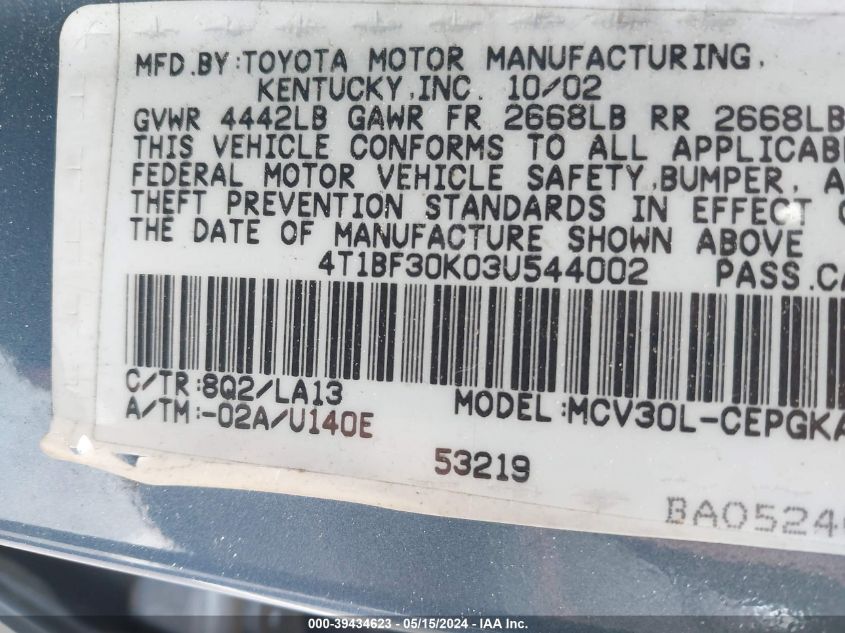 MFD.BY:TOYOTA MOTOR MANUFACTURING,
KENTUCKY,INC. 10/02
GVWR 4442LB GAWR FR 2668LB RR 2668LB
THIS VEHICLE CONFORMS TO ALL APPLICAB
FEDERAL MOTOR VEHICLE SAFETY,BUMPER, A
THEFT PREVENTION STANDARDS IN EFFECT
THE DATE OF MANUFACTURE SHOWN ABOVE
4T1BF30K03U544002 PASS.CA
C/TR:8Q2/LA13
A/TM:-02A/U140E
MODEL:MCV30L-CEPGKA
53219
BA0524
000-39434623 - 05/15/2024 - IAAI.COM